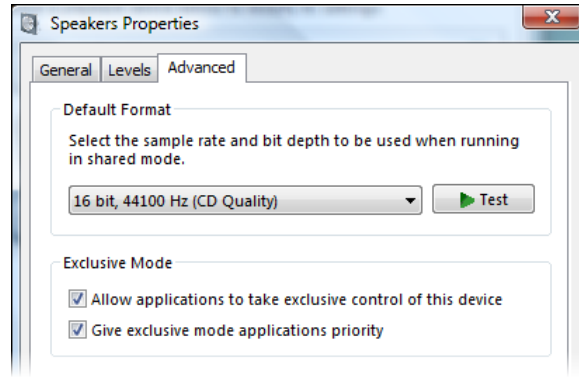 Speakers Properties
General Levels Advanced
Default Format
Select the sample rate and bit depth to be used when running
in shared mode.
16 bit, 44100 Hz (CD Quality)
Test
Exclusive Mode
Allow applications to take exclusive control of this device
Give exclusive mode applications priority